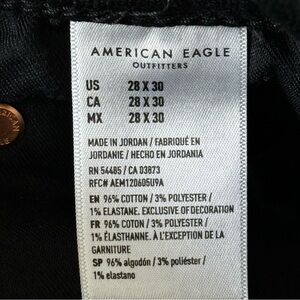 AMERICAN EAGLE
OUTFITTERS
US 28 X 30
CA 28 X 30
MX 28 X 30
MADE IN JORDAN / FABRIQUÉ EN
JORDANIE / HECHO EN JORDANIA
RN 54485 / CA 03873
RFC# AEM120605U9A
EN 96% COTTON / 3% POLYESTER /
1% ELASTANE. EXCLUSIVE OF DECORATION
FR 96% COTON / 3% POLYESTER /
1% ÉLASTHANNE. À L'EXCEPTION DE LA
GARNITURE
SP 96% algodón / 3% poliéster /
1% elastano